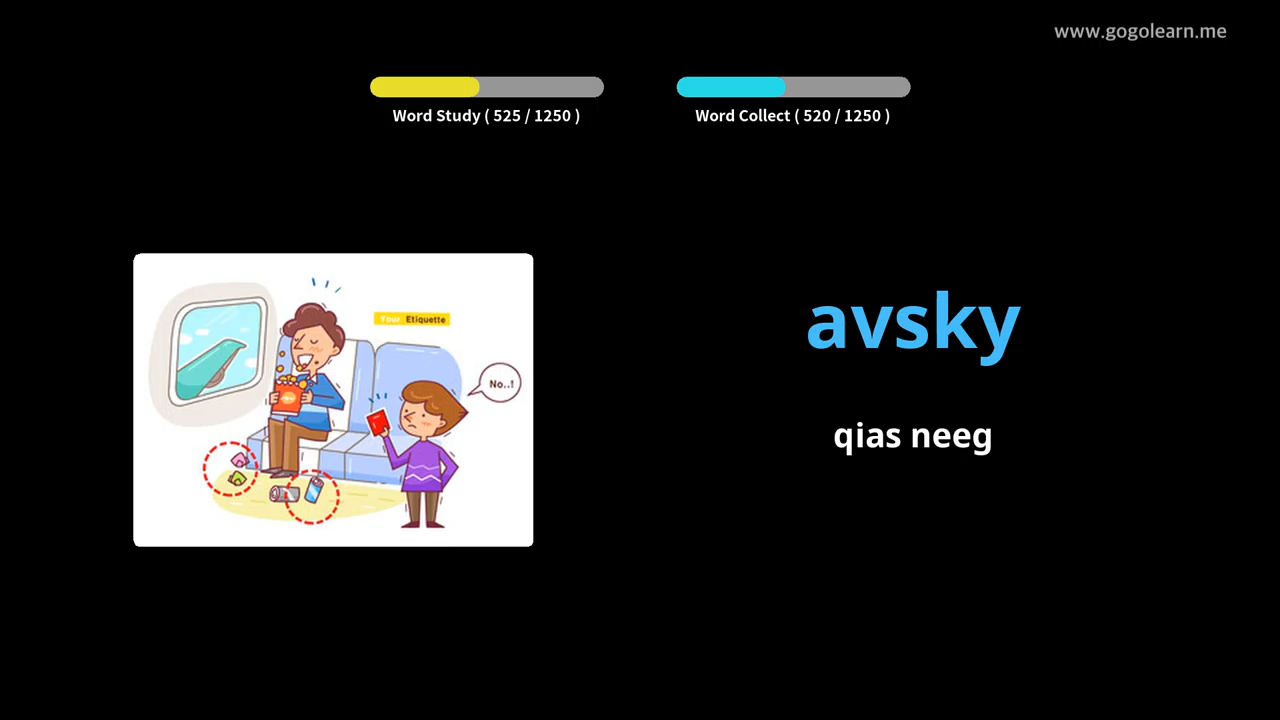 www.gogolearn.me
Word Study ( 525 / 1250 )
Word Collect ( 520 / 1250 )
Your Etiquette
No..!
avsky
qias neeg